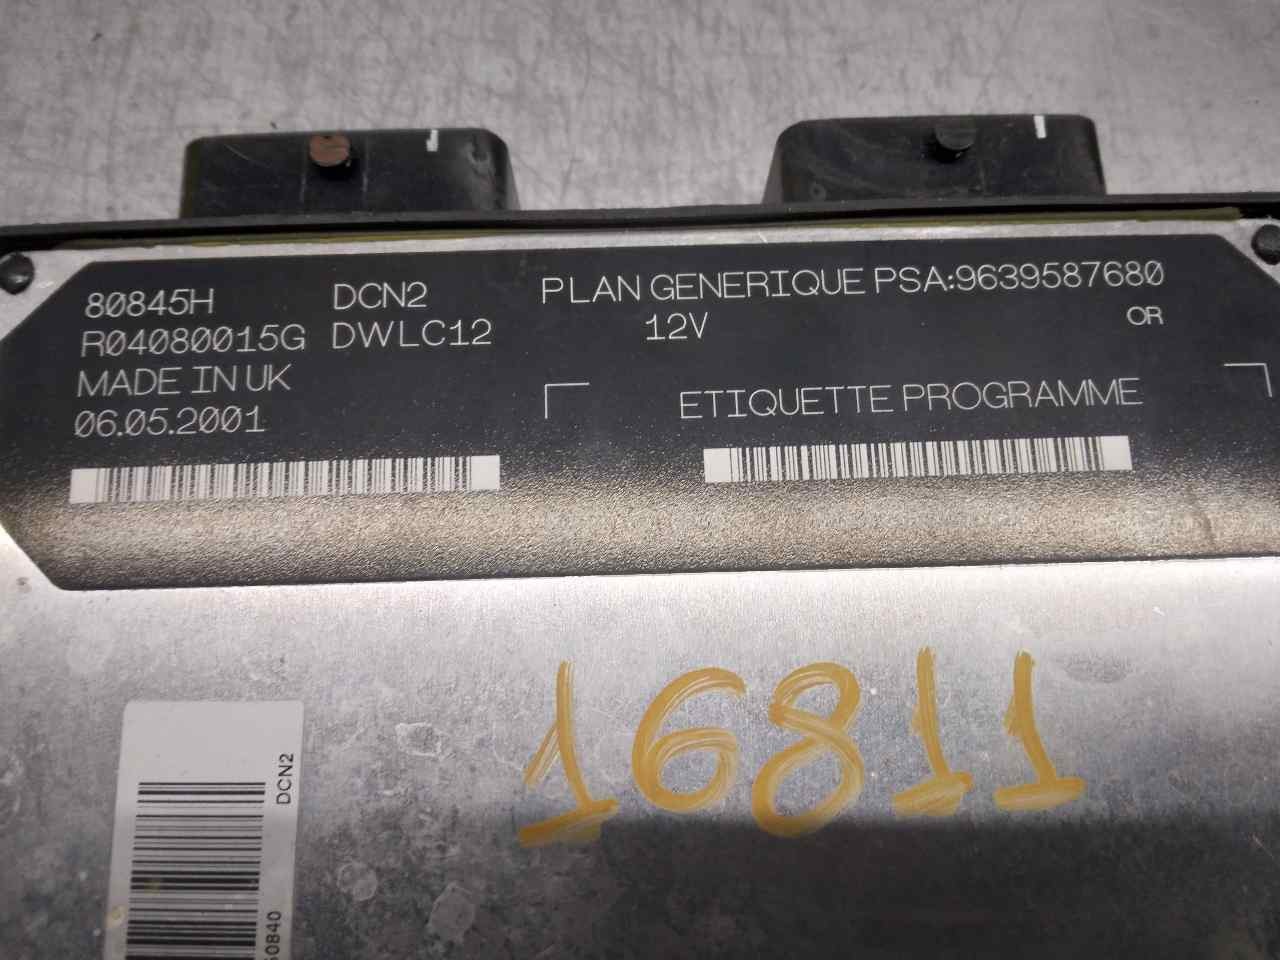 80845H DCN2 PLAN GENERIQUE PSA:9639587680
R04080015G DWLC12 12V OR
MADE IN UK
06.05.2001 ETIQUETTE PROGRAMME
16811
DCN2
0840